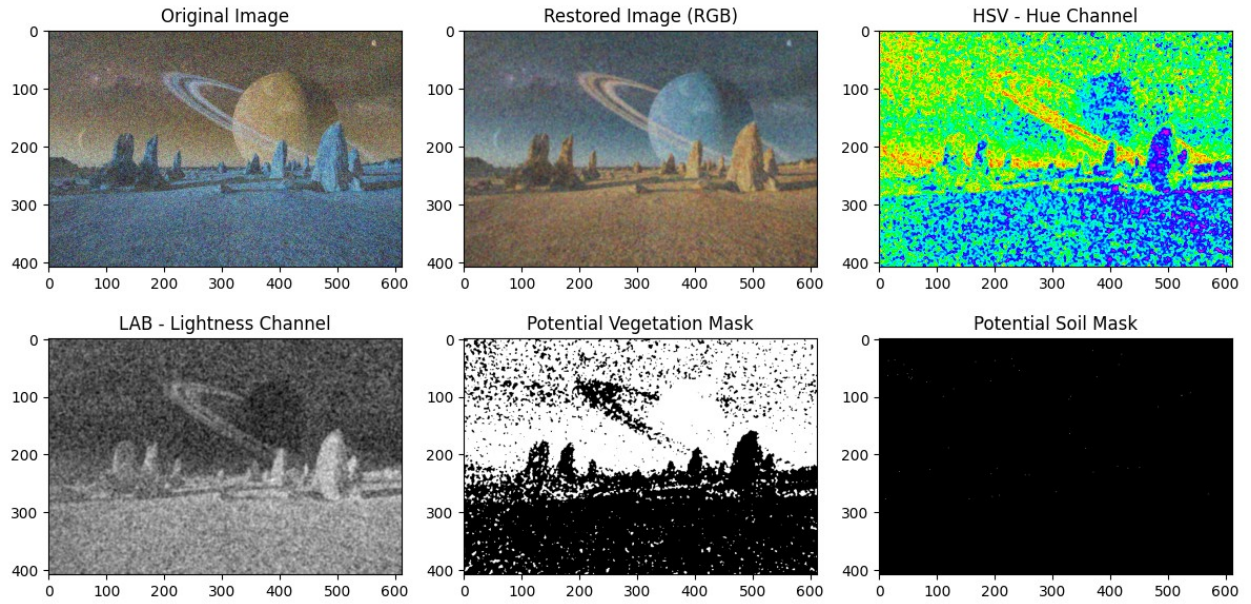 Original Image
Restored Image (RGB)
HSV - Hue Channel
0
100
200
300
400
0 100 200 300 400 500 600
0
100
200
300
400
0 100 200 300 400 500 600
0
100
200
300
400
0 100 200 300 400 500 600
LAB - Lightness Channel
Potential Vegetation Mask
Potential Soil Mask
0
100
200
300
400
0 100 200 300 400 500 600
0
100
200
300
400
0 100 200 300 400 500 600
0
100
200
300
400
0 100 200 300 400 500 600